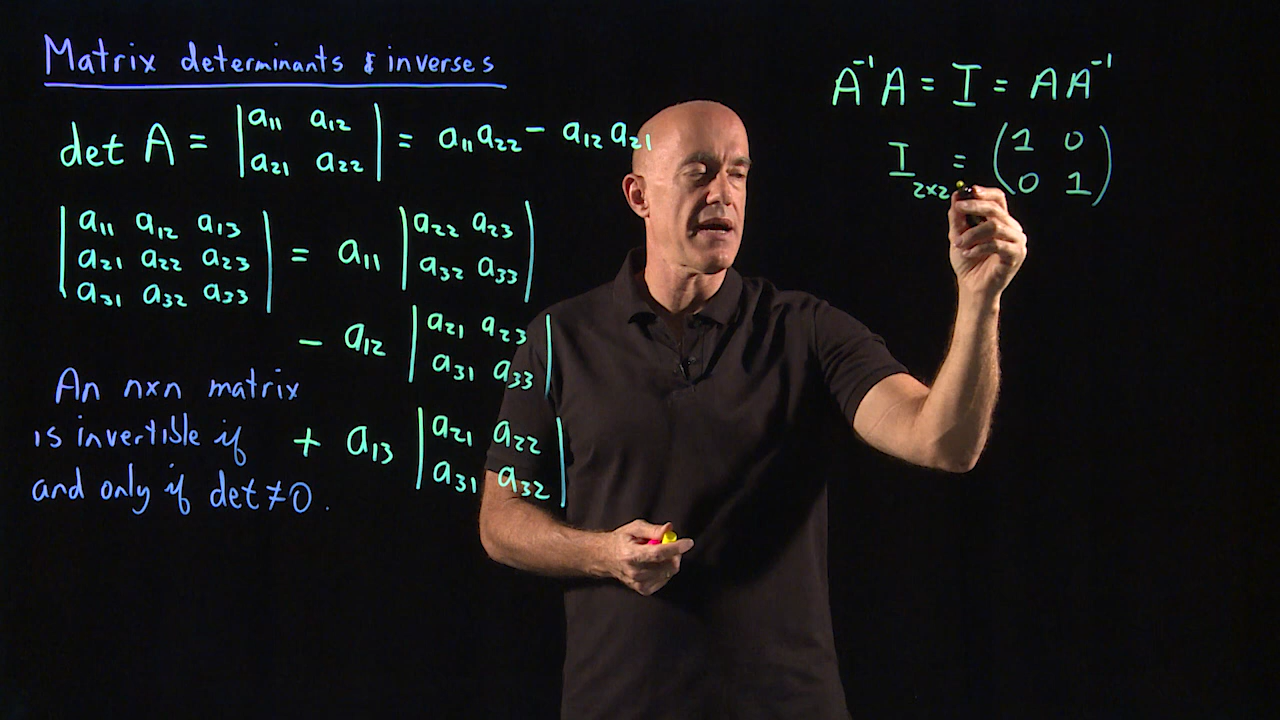 Matrix determinants & inverses
det A = | a₁₁ a₁₂ | = a₁₁a₂₂ − a₁₂a₂₁
| a₂₁ a₂₂ |
| a₁₁ a₁₂ a₁₃ | = a₁₁ | a₂₂ a₂₃ |
| a₂₁ a₂₂ a₂₃ | | a₃₂ a₃₃ |
| a₃₁ a₃₂ a₃₃ |
− a₁₂ | a₂₁ a₂₃ |
| a₃₁ a₃₃ |
+ a₁₃ | a₂₁ a₂₂ |
| a₃₁ a₃₂ |
An n×n matrix
is invertible if
and only if det ≠ 0.
A⁻¹A = I = AA⁻¹
I₂ₓ₂ = ( 1 0 )
( 0 1 )